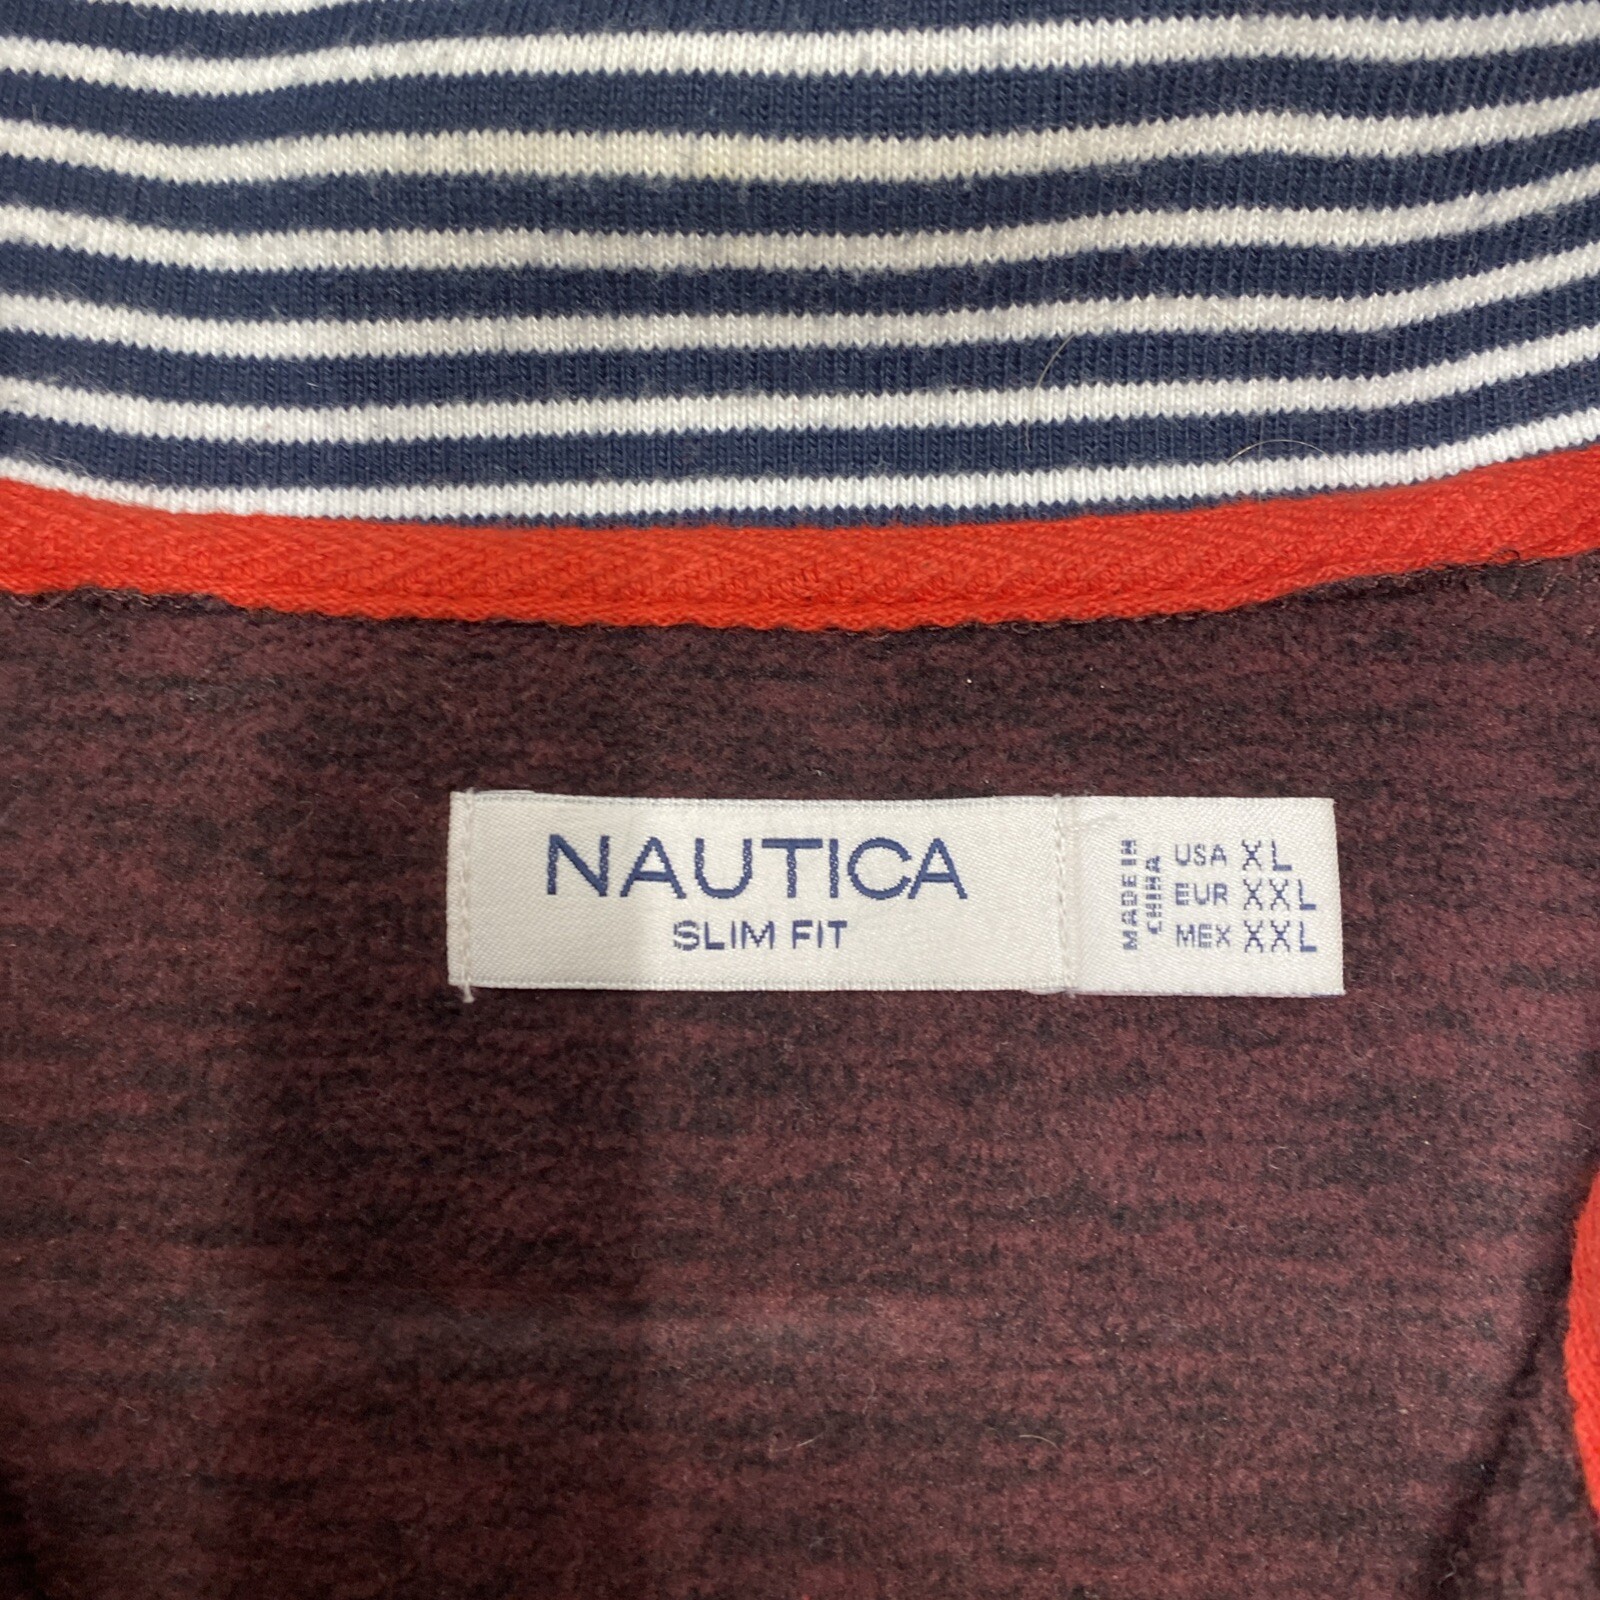 NAUTICA
SLIM FIT
MADE IN
CHINA
USA XL
EUR XXL
MEX XXL